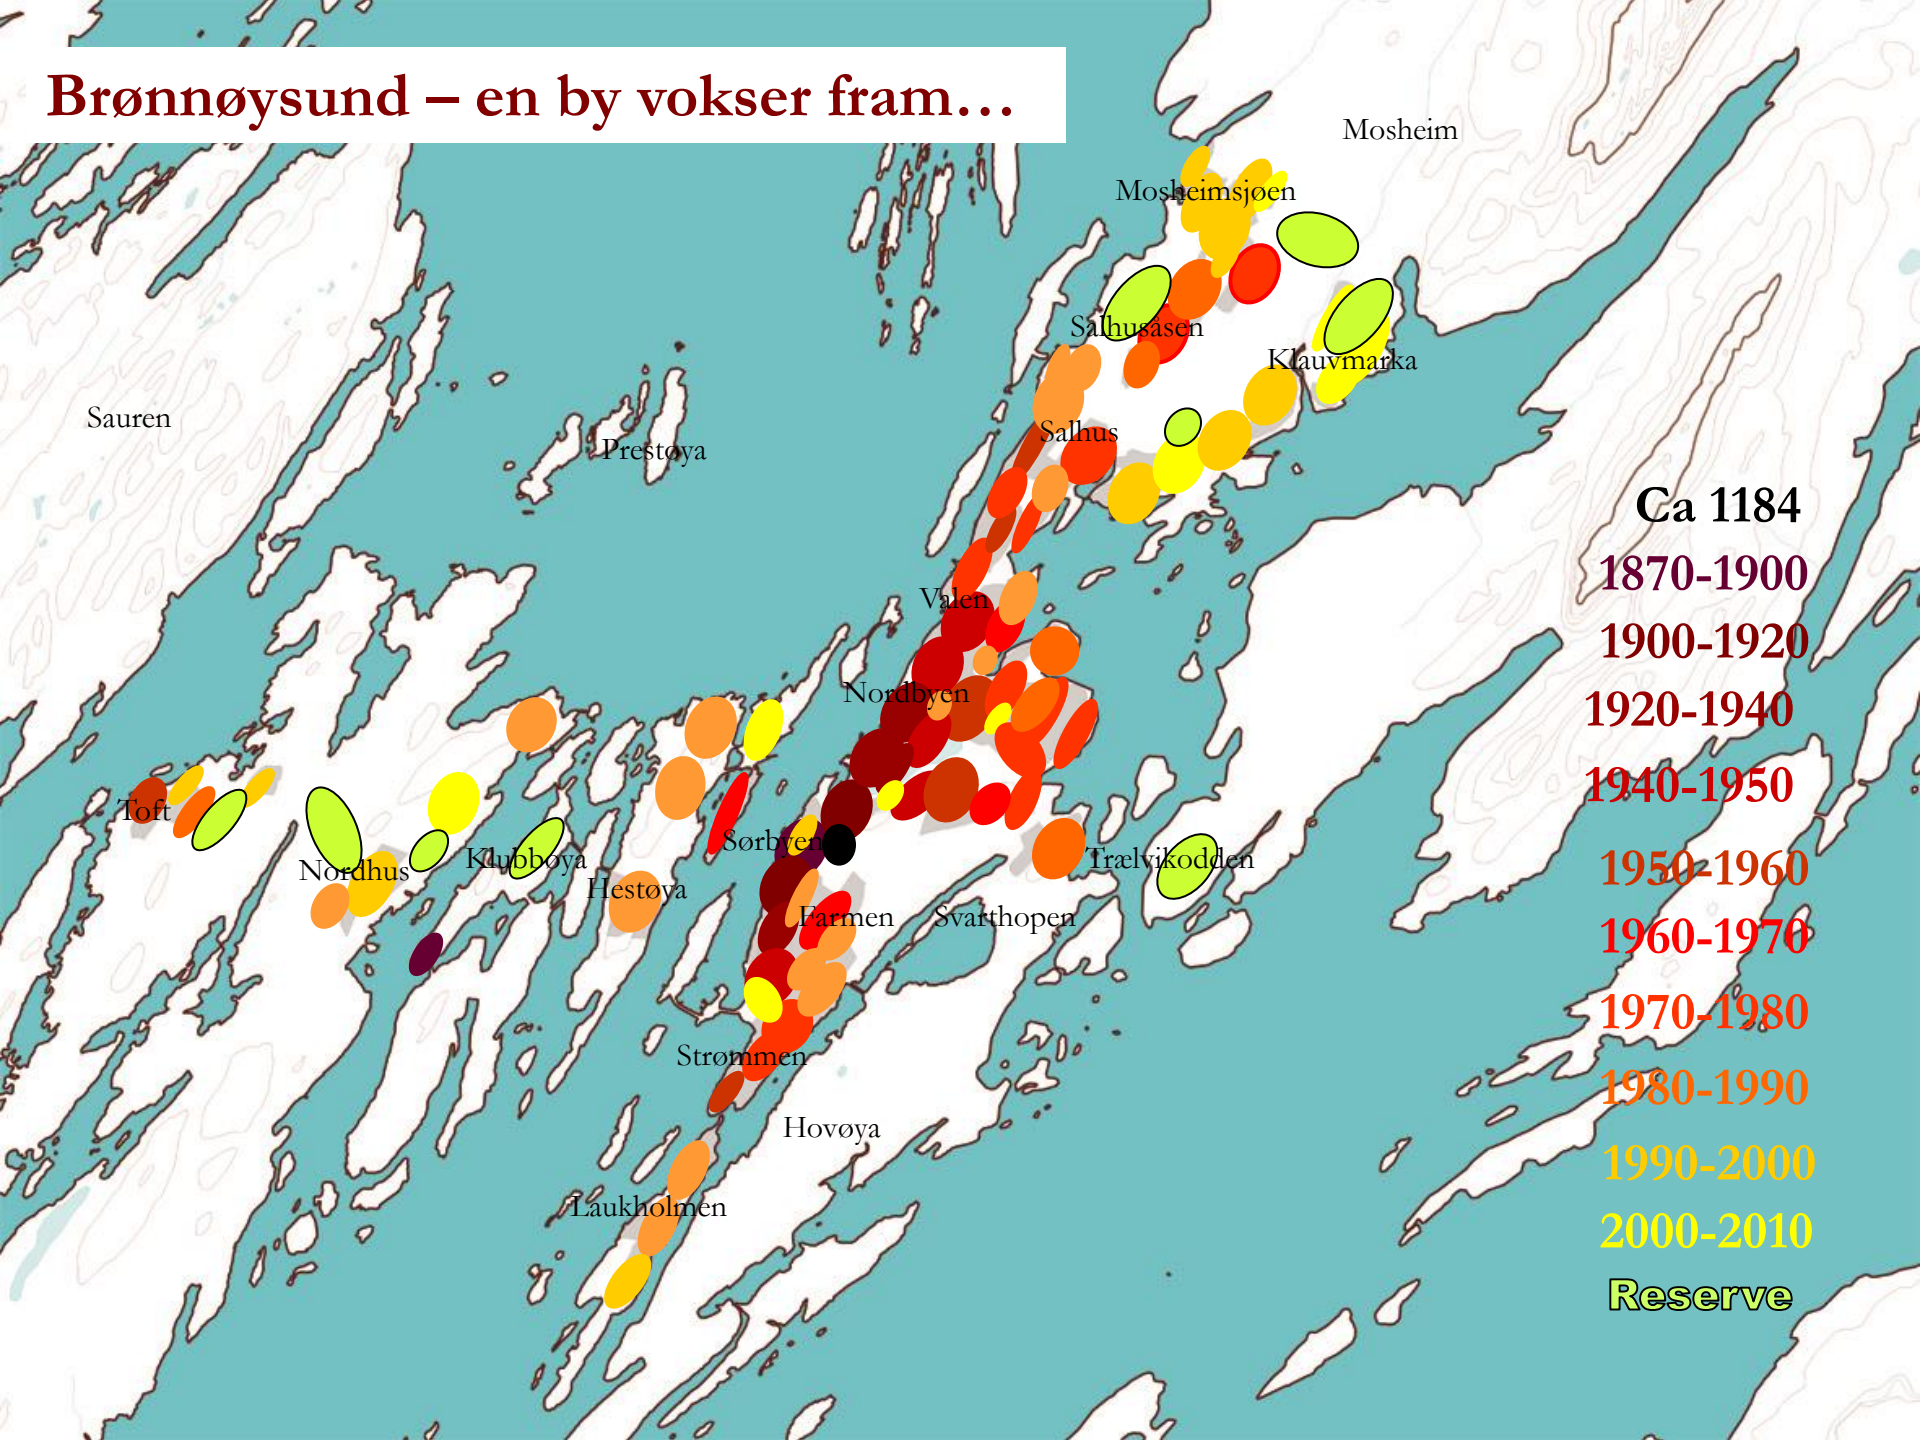 Brønnøysund – en by vokser fram…
Mosheim
Mosheimsjøen
Salhusåsen
Klauvmarka
Sauren
Salhus
Prestøya
Ca 1184
1870-1900
Valen
1900-1920
Nordbyen
1920-1940
1940-1950
Toft
Sørbyen
Klubbøya
Trælvikodden
Nordhus
1950-1960
Hestøya
Farmen
Svarthopen
1960-1970
1970-1980
Strømmen
1980-1990
Hovøya
1990-2000
Laukholmen
2000-2010
Reserve